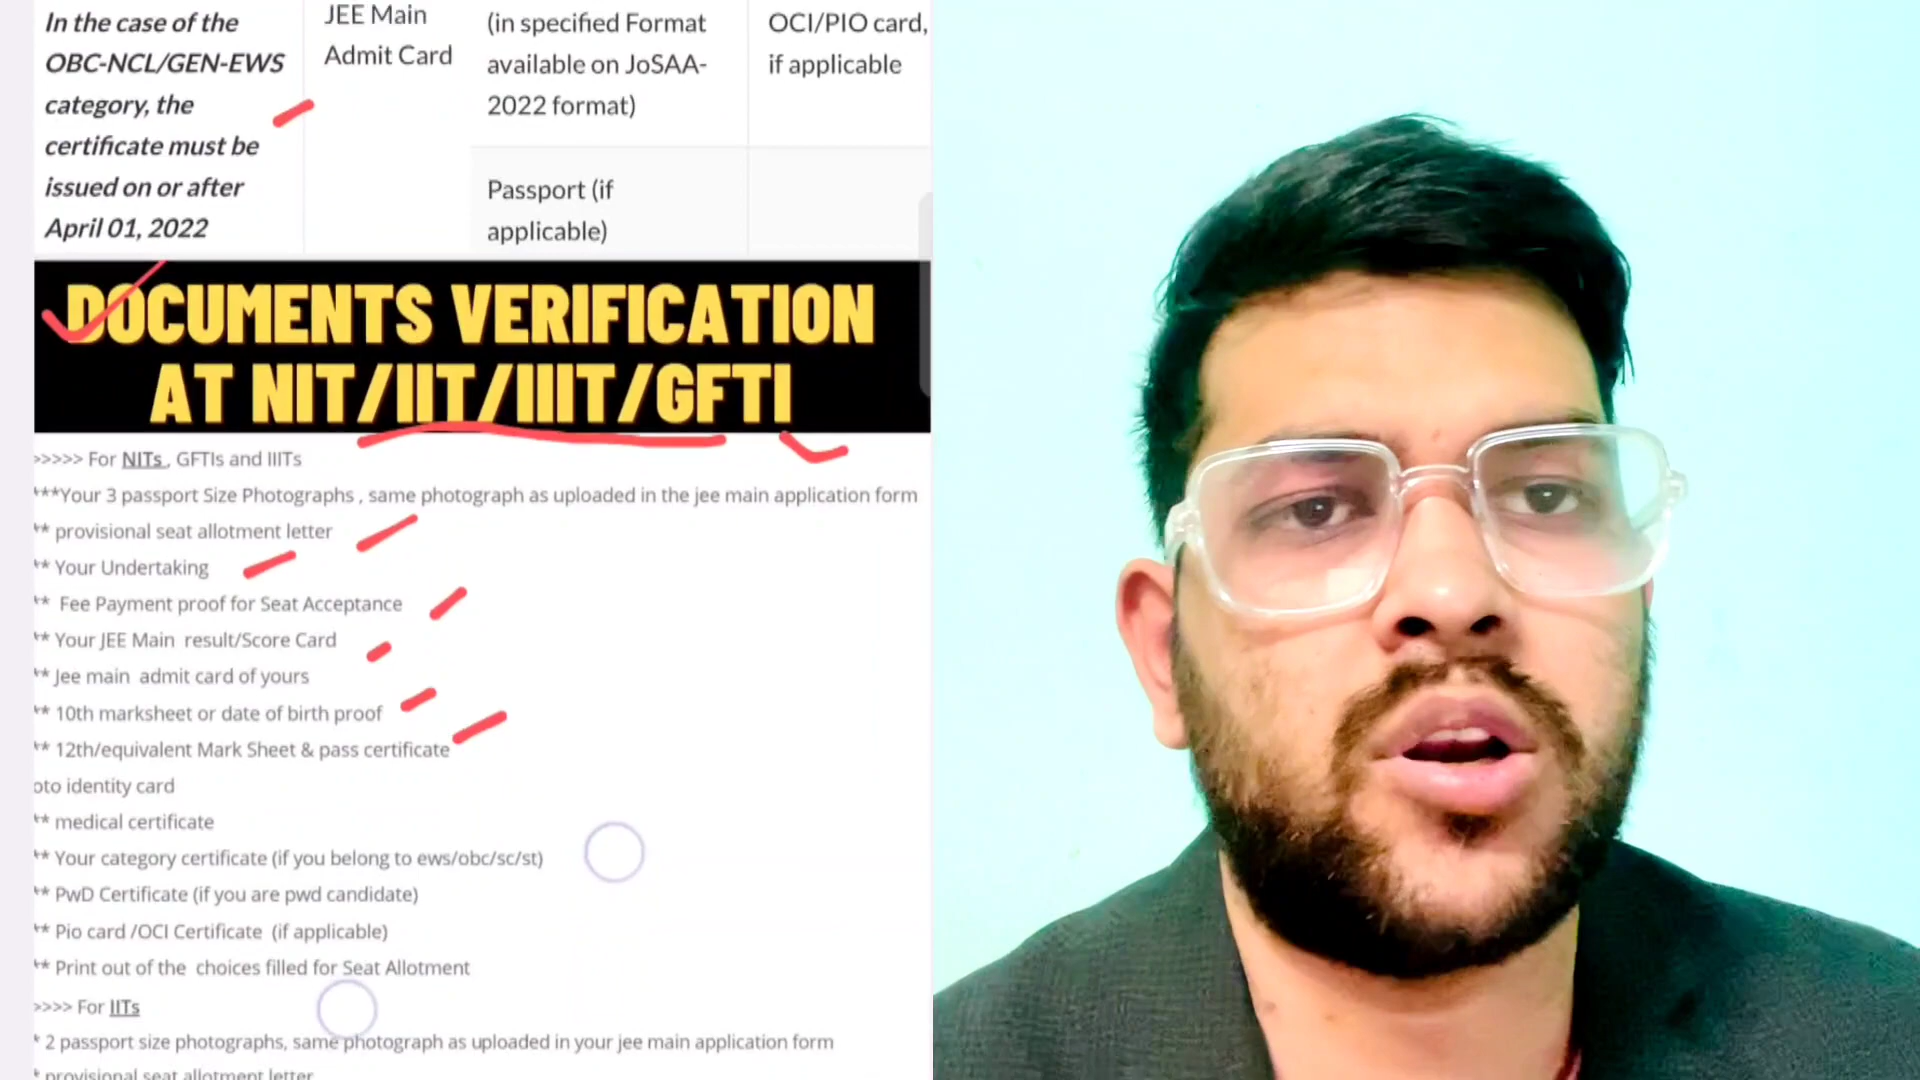 In the case of the
OBC-NCL/GEN-EWS
category, the
certificate must be
issued on or after
April 01, 2022
JEE Main
Admit Card
(in specified Format
available on JoSAA-
2022 format)
OCI/PIO card,
if applicable
Passport (if
applicable)
DOCUMENTS VERIFICATION
AT NIT/IIT/IIIT/GFTI
>>>>> For NITs , GFTIs and IIITs
***Your 3 passport Size Photographs , same photograph as uploaded in the jee main application form
** provisional seat allotment letter
** Your Undertaking
** Fee Payment proof for Seat Acceptance
** Your JEE Main result/Score Card
** Jee main admit card of yours
** 10th marksheet or date of birth proof
** 12th/equivalent Mark Sheet & pass certificate
oto identity card
** medical certificate
** Your category certificate (if you belong to ews/obc/sc/st)
** PwD Certificate (if you are pwd candidate)
** Pio card /OCI Certificate (if applicable)
** Print out of the choices filled for Seat Allotment
>>>> For IITs
* 2 passport size photographs, same photograph as uploaded in your jee main application form
* provisional seat allotment letter